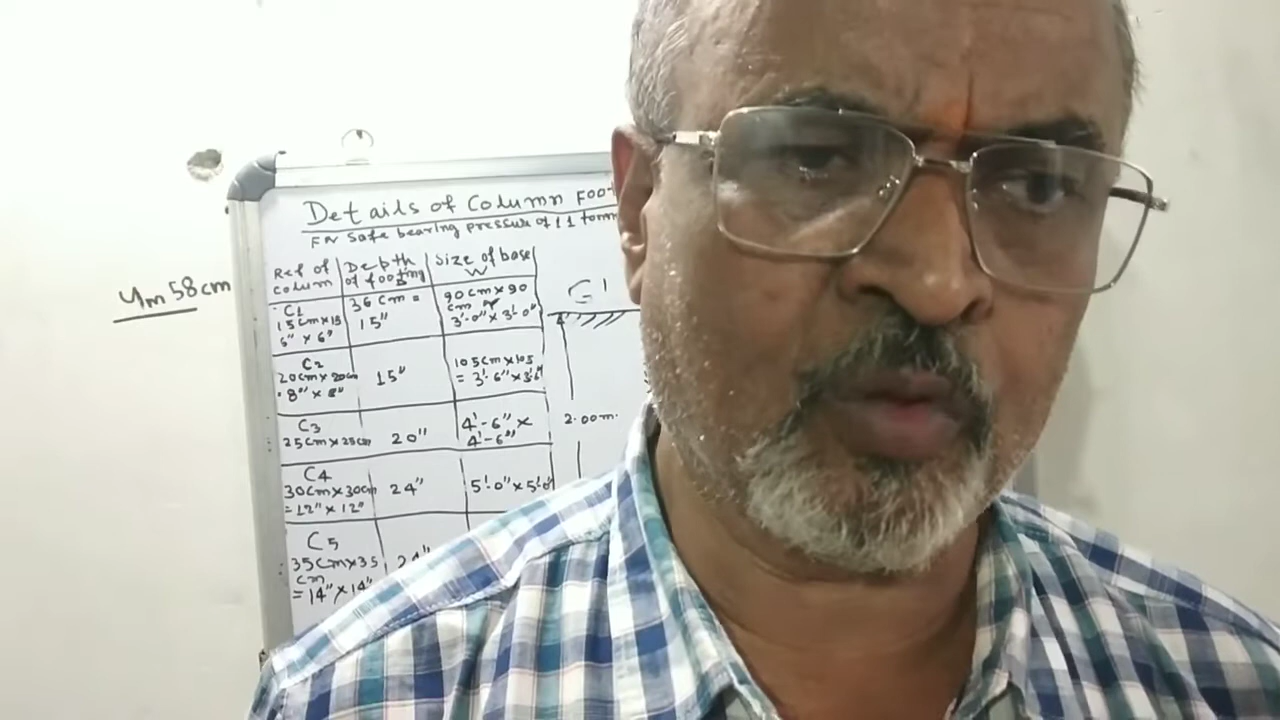 Details of Column Foot
For safe bearing pressure of 11 tonn
Ref of column
Depth of footing
Size of base
W
C1
15cm×15
6" × 6"
36 cm =
15"
90cm×90
cm
3'-0" × 3'-0"
C2
20cm×20cm
8" × 8"
15"
105cm×105
= 3'-6" × 3'6"
C3
25cm×25cm
20"
4'-6" ×
4'-6"
C4
30cm×30cm
= 12" × 12"
24"
5'-0" × 5'-0"
C5
35cm×35
cm
= 14" × 14"
24"
2.00m.
4m 58cm